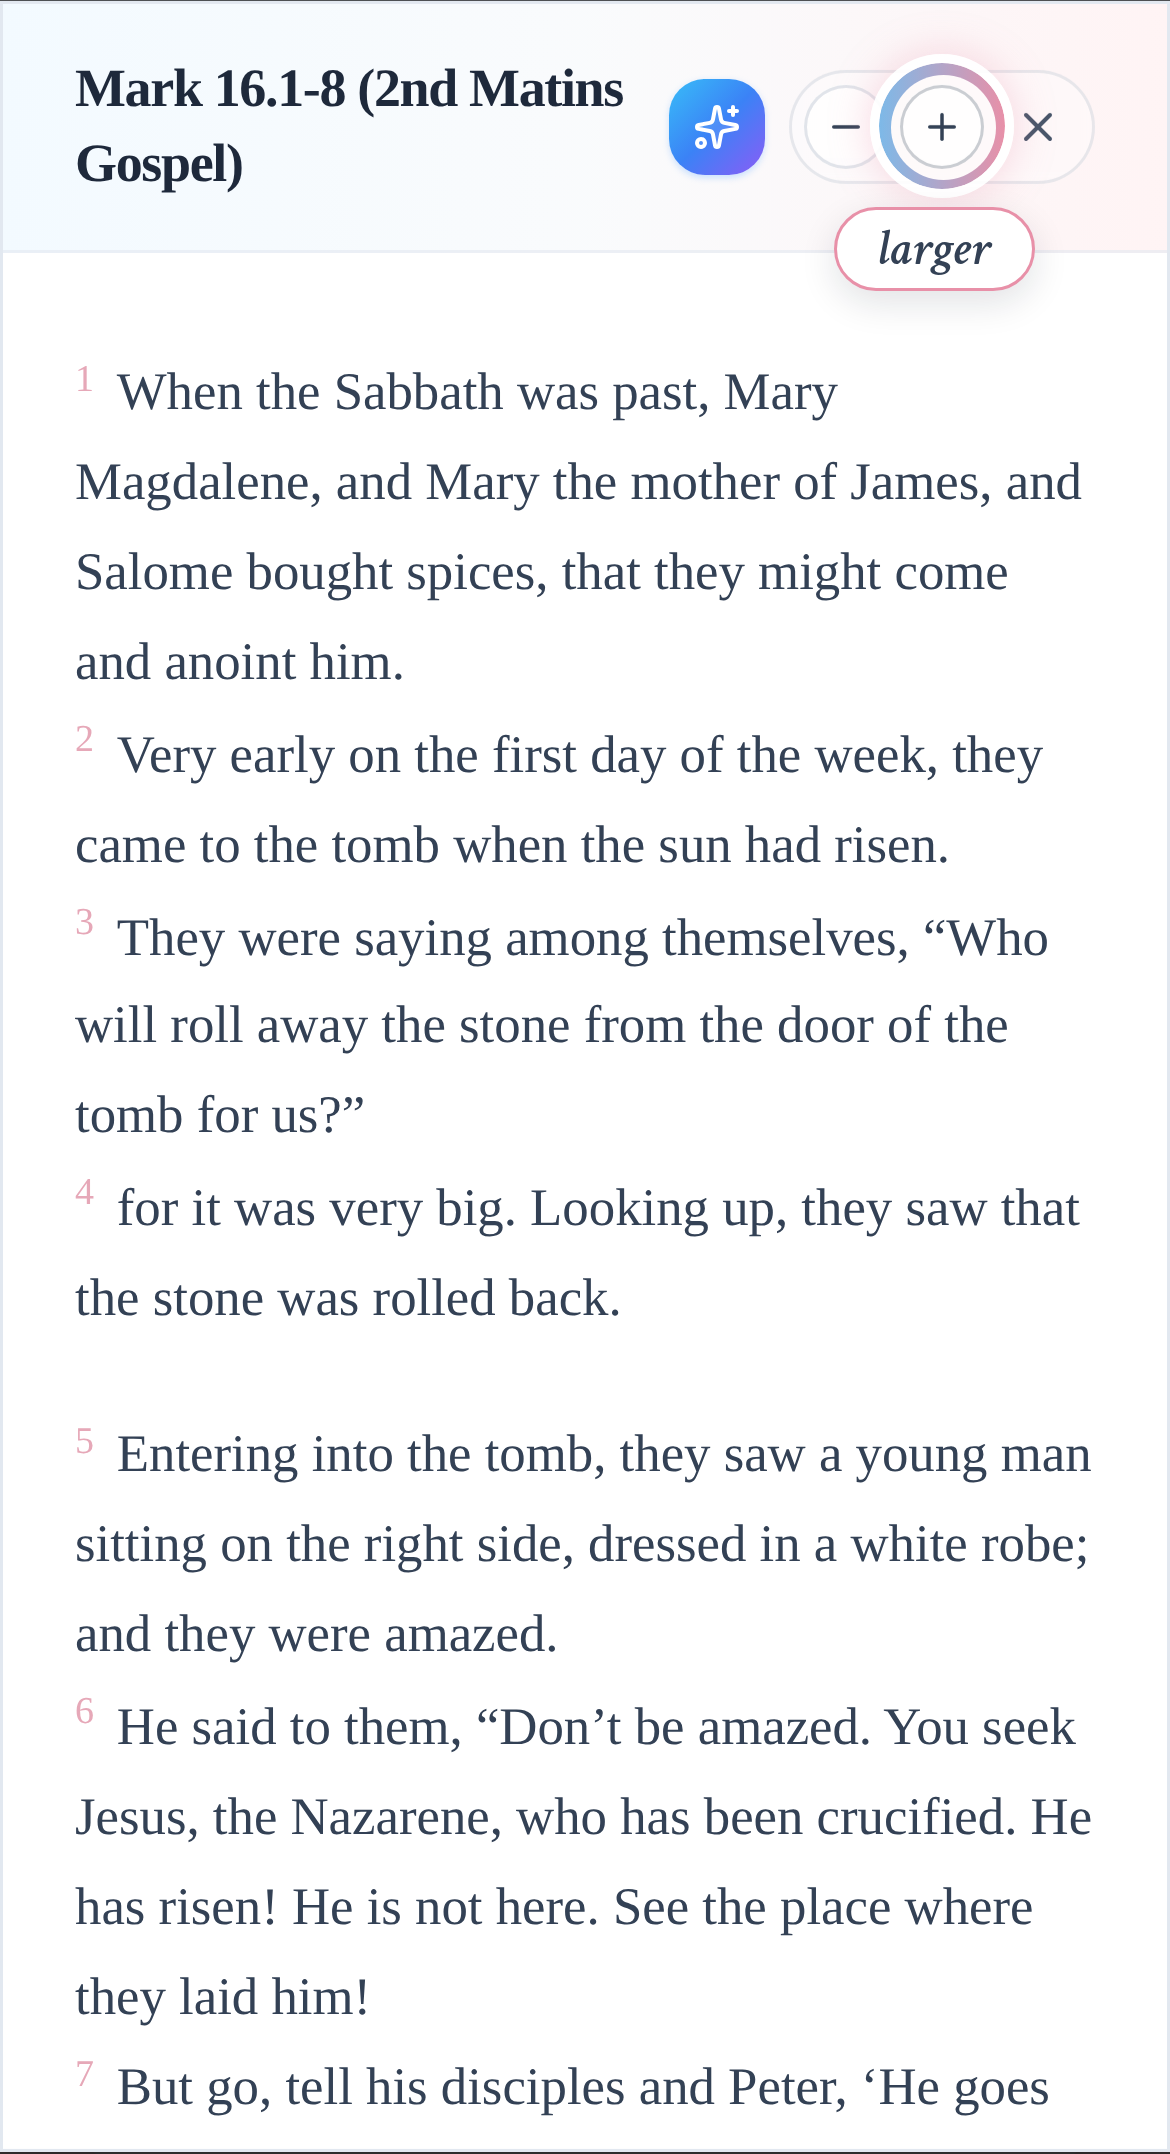 Mark 16.1-8 (2nd Matins
Gospel)
larger
1 When the Sabbath was past, Mary
Magdalene, and Mary the mother of James, and
Salome bought spices, that they might come
and anoint him.
2 Very early on the first day of the week, they
came to the tomb when the sun had risen.
3 They were saying among themselves, “Who
will roll away the stone from the door of the
tomb for us?”
4 for it was very big. Looking up, they saw that
the stone was rolled back.
5 Entering into the tomb, they saw a young man
sitting on the right side, dressed in a white robe;
and they were amazed.
6 He said to them, “Don’t be amazed. You seek
Jesus, the Nazarene, who has been crucified. He
has risen! He is not here. See the place where
they laid him!
7 But go, tell his disciples and Peter, ‘He goes